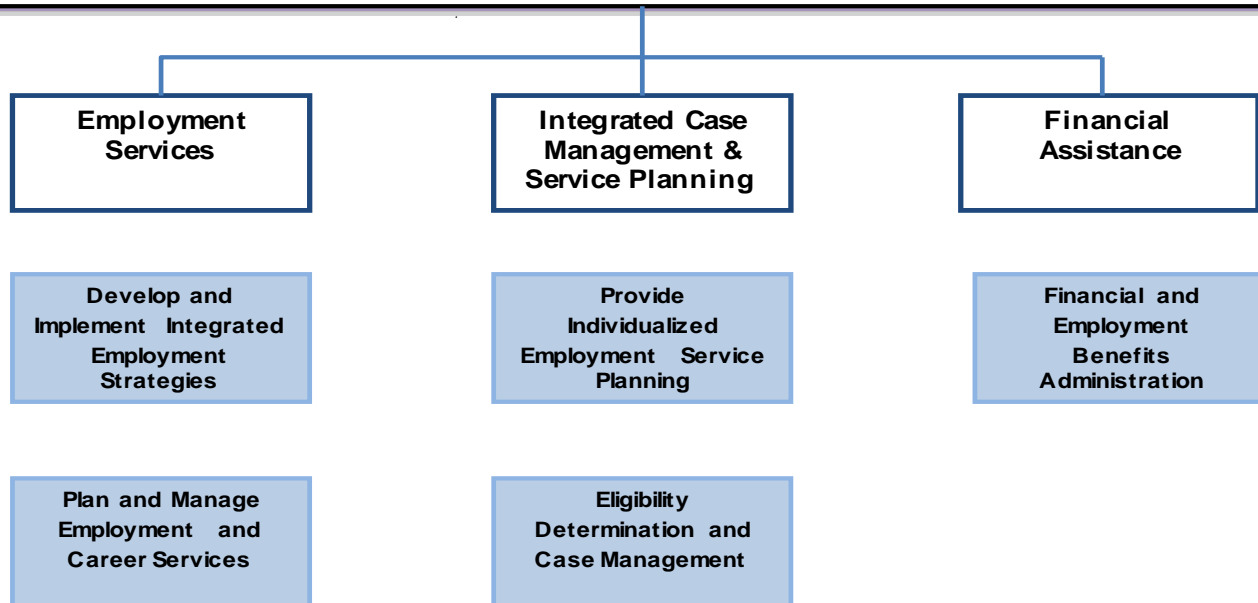 Employment
Services
Integrated Case
Management &
Service Planning
Financial
Assistance
Develop and
Implement Integrated
Employment
Strategies
Provide
Individualized
Employment Service
Planning
Financial and
Employment
Benefits
Administration
Plan and Manage
Employment and
Career Services
Eligibility
Determination and
Case Management